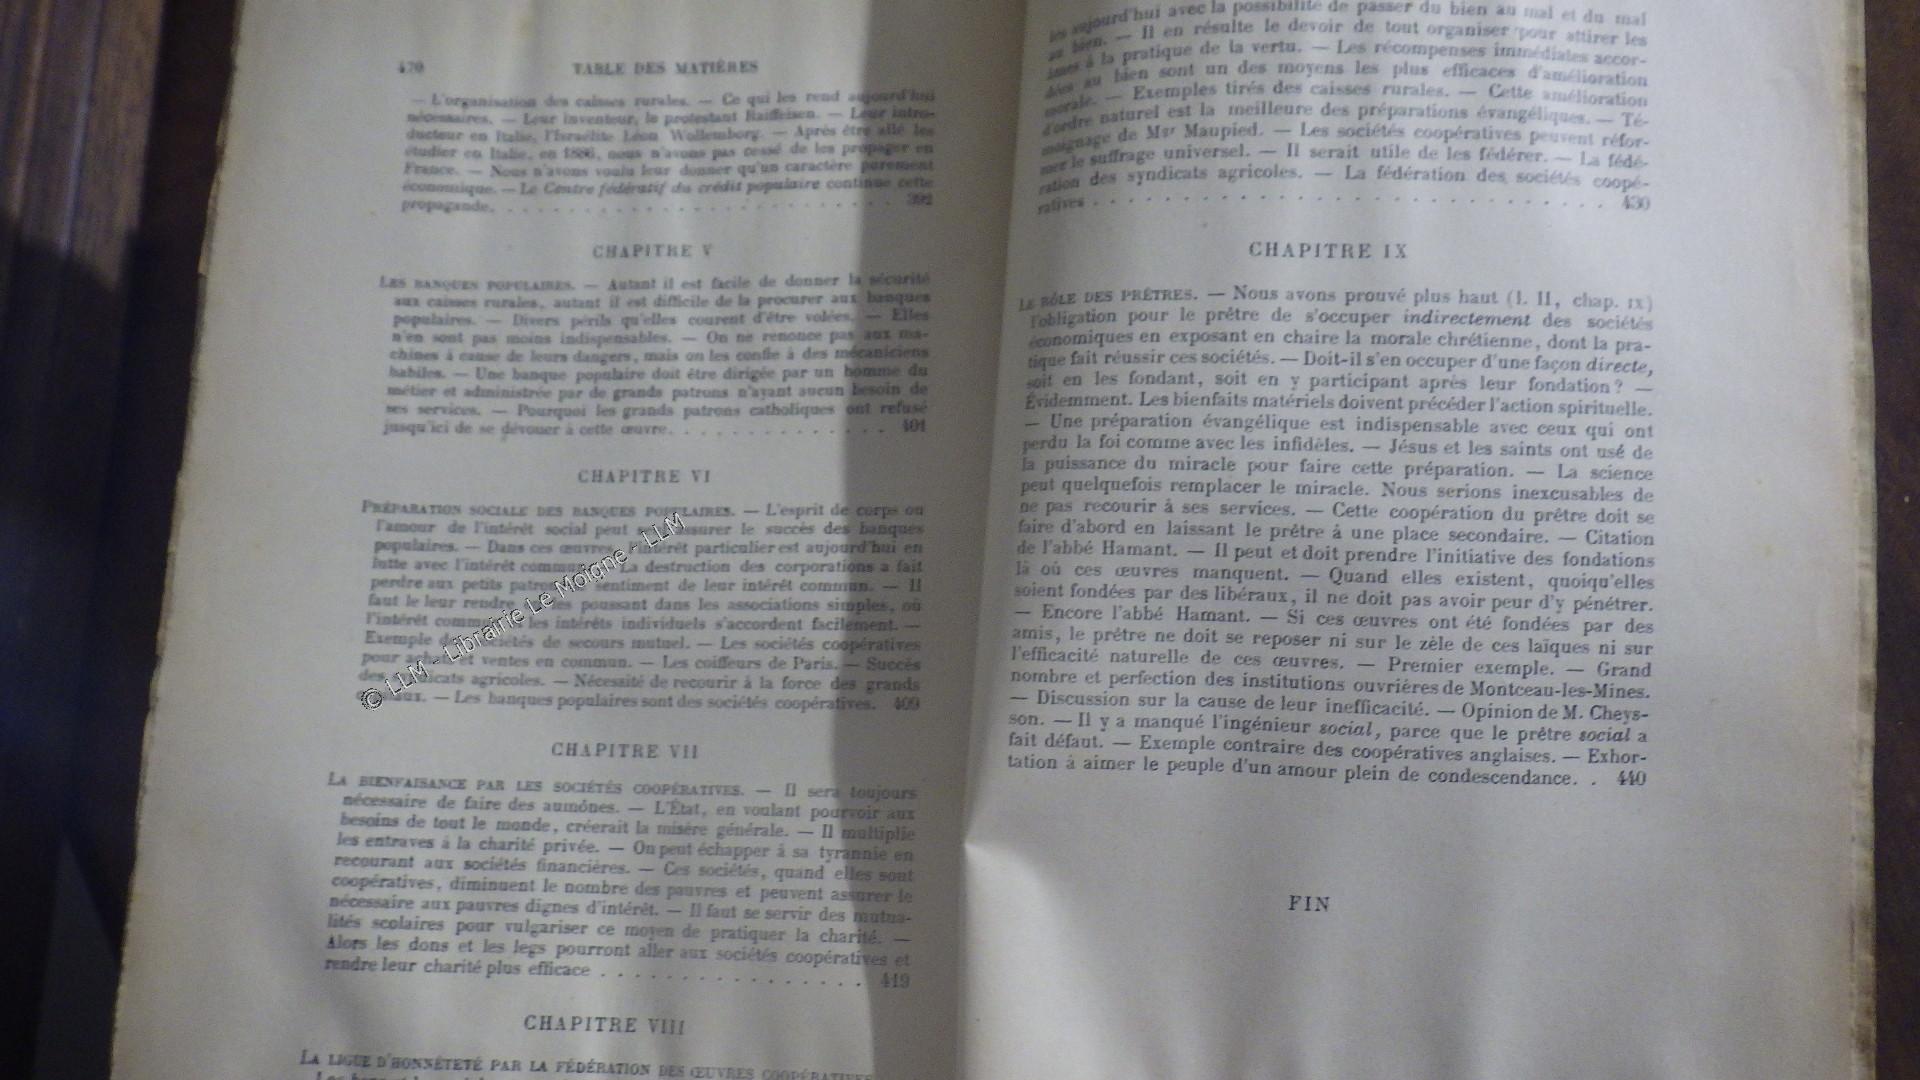 470 TABLE DES MATIÈRES
— L'organisation des caisses rurales. — Ce qui les rend aujourd'hui
nécessaires. — Leur inventeur, le protestant Raiffeisen. — Leur intro-
ducteur en Italie, l'Israélite Léon Wollemborg. — Après être allé les
étudier en Italie, en 1886, nous n'avons pas cessé de les propager en
France. — Nous n'avons voulu leur donner qu'un caractère purement
économique. — Le Centre fédératif du crédit populaire continue cette
propagande. . . . . . . . . . . . . . . . . . 392
CHAPITRE V
LES BANQUES POPULAIRES. — Autant il est facile de donner la sécurité
aux caisses rurales, autant il est difficile de la procurer aux banques
populaires. — Divers périls qu'elles courent d'être volées. — Elles
n'en sont pas moins indispensables. — On ne renonce pas aux ma-
chines à cause de leurs dangers, mais on les confie à des mécaniciens
habiles. — Une banque populaire doit être dirigée par un homme du
métier et administrée par de grands patrons n'ayant aucun besoin de
ses services. — Pourquoi les grands patrons catholiques ont refusé
jusqu'ici de se dévouer à cette œuvre. . . . . . . . . . . . 401
CHAPITRE VI
PRÉPARATION SOCIALE DES BANQUES POPULAIRES. — L'esprit de corps ou
l'amour de l'intérêt social peut assurer le succès des banques
populaires. — Dans ces œuvres, l'intérêt particulier est aujourd'hui en
lutte avec l'intérêt commun. La destruction des corporations a fait
perdre aux petits patrons sentiment de leur intérêt commun. — Il
faut le leur rendre les poussant dans les associations simples, où
l'intérêt commun les intérêts individuels s'accordent facilement. —
Exemple de sociétés de secours mutuel. — Les sociétés coopératives
pour achats et ventes en commun. — Les coiffeurs de Paris. — Succès
des syndicats agricoles. — Nécessité de recourir à la force des grands
— Les banques populaires sont des sociétés coopératives. 409
© LLM - Librairie Le Moigne - LLM
CHAPITRE VII
LA BIENFAISANCE PAR LES SOCIÉTÉS COOPÉRATIVES. — Il sera toujours
nécessaire de faire des aumônes. — L'État, en voulant pourvoir aux
besoins de tout le monde, créerait la misère générale. — Il multiplie
les entraves à la charité privée. — On peut échapper à sa tyrannie en
recourant aux sociétés financières. — Ces sociétés, quand elles sont
coopératives, diminuent le nombre des pauvres et peuvent assurer le
nécessaire aux pauvres dignes d'intérêt. — Il faut se servir des mutua-
lités scolaires pour vulgariser ce moyen de pratiquer la charité. —
Alors les dons et les legs pourront aller aux sociétés coopératives et
rendre leur charité plus efficace . . . . . . . . . . . . 419
CHAPITRE VIII
LA LIGUE D'HONNÊTETÉ PAR LA FÉDÉRATION DES ŒUVRES COOPÉRATIVES
les aujourd'hui avec la possibilité de passer du bien au mal et du mal
au bien. — Il en résulte le devoir de tout organiser pour attirer les
âmes à la pratique de la vertu. — Les récompenses immédiates accor-
dées au bien sont un des moyens les plus efficaces d'amélioration
morale. — Exemples tirés des caisses rurales. — Cette amélioration
d'ordre naturel est la meilleure des préparations évangéliques. — Té-
moignage de Mgr Maupied. — Les sociétés coopératives peuvent réfor-
mer le suffrage universel. — Il serait utile de les fédérer. — La fédé-
ration des syndicats agricoles. — La fédération des sociétés coopé-
ratives . . . . . . . . . . . . . . . . . . . . . . . . 430
CHAPITRE IX
LE RÔLE DES PRÊTRES. — Nous avons prouvé plus haut (l. II, chap. IX)
l'obligation pour le prêtre de s'occuper indirectement des sociétés
économiques en exposant en chaire la morale chrétienne, dont la pra-
tique fait réussir ces sociétés. — Doit-il s'en occuper d'une façon directe,
soit en les fondant, soit en y participant après leur fondation? —
Évidemment. Les bienfaits matériels doivent précéder l'action spirituelle.
— Une préparation évangélique est indispensable avec ceux qui ont
perdu la foi comme avec les infidèles. — Jésus et les saints ont usé de
la puissance du miracle pour faire cette préparation. — La science
peut quelquefois remplacer le miracle. Nous serions inexcusables de
ne pas recourir à ses services. — Cette coopération du prêtre doit se
faire d'abord en laissant le prêtre à une place secondaire. — Citation
de l'abbé Hamant. — Il peut et doit prendre l'initiative des fondations
là où ces œuvres manquent. — Quand elles existent, quoiqu'elles
soient fondées par des libéraux, il ne doit pas avoir peur d'y pénétrer.
— Encore l'abbé Hamant. — Si ces œuvres ont été fondées par des
amis, le prêtre ne doit se reposer ni sur le zèle de ces laïques ni sur
l'efficacité naturelle de ces œuvres. — Premier exemple. — Grand
nombre et perfection des institutions ouvrières de Montceau-les-Mines.
— Discussion sur la cause de leur inefficacité. — Opinion de M. Cheys-
son. — Il y a manqué l'ingénieur social, parce que le prêtre social a
fait défaut. — Exemple contraire des coopératives anglaises. — Exhor-
tation à aimer le peuple d'un amour plein de condescendance. . 440
FIN